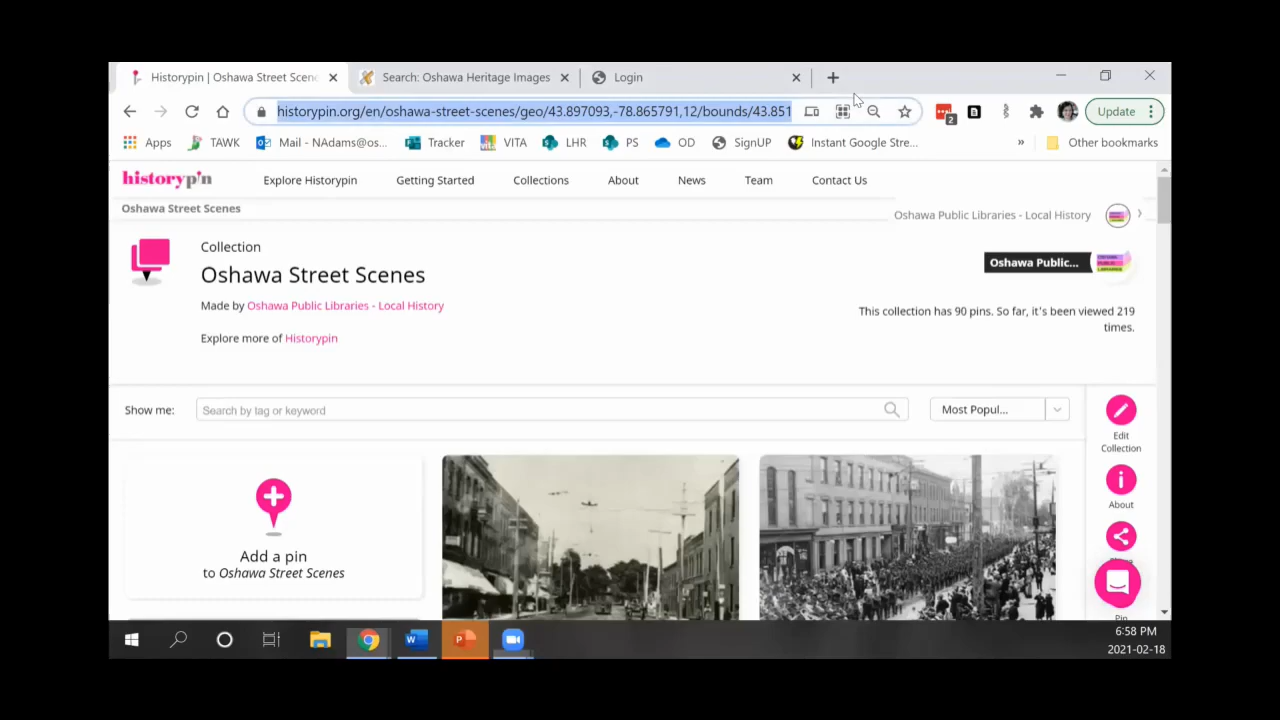 Historypin | Oshawa Street Scen
Search: Oshawa Heritage Images
Login
historypin.org/en/oshawa-street-scenes/geo/43.897093,-78.865791,12/bounds/43.851
2
Update
Apps
TAWK
Mail - NAdams@os...
Tracker
VITA
LHR
PS
OD
SignUP
Instant Google Stre...
»
Other bookmarks
historypin
Explore Historypin
Getting Started
Collections
About
News
Team
Contact Us
Oshawa Street Scenes
Oshawa Public Libraries - Local History
Collection
Oshawa Street Scenes
Made by Oshawa Public Libraries - Local History
Explore more of Historypin
Oshawa Public...
This collection has 90 pins. So far, it's been viewed 219
times.
Show me:
Search by tag or keyword
Most Popul...
Edit
Collection
About
Add a pin
to Oshawa Street Scenes
Pin
6:58 PM
2021-02-18